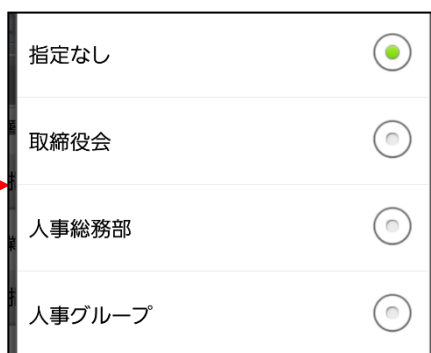 指定なし
取締役会
人事総務部
人事グループ